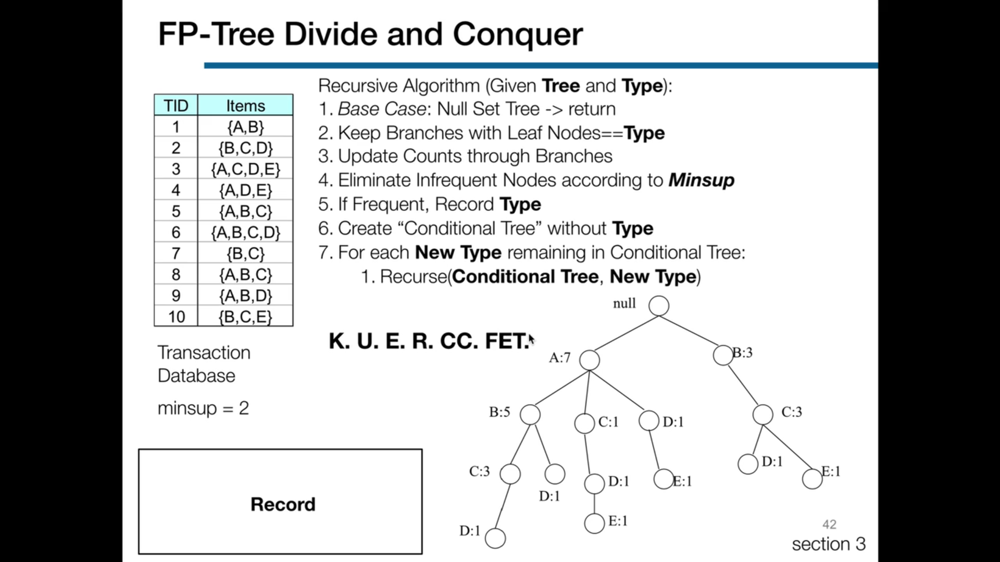 FP-Tree Divide and Conquer
TID Items
1 {A,B}
2 {B,C,D}
3 {A,C,D,E}
4 {A,D,E}
5 {A,B,C}
6 {A,B,C,D}
7 {B,C}
8 {A,B,C}
9 {A,B,D}
10 {B,C,E}
Transaction
Database
minsup = 2
Recursive Algorithm (Given Tree and Type):
1. Base Case: Null Set Tree -> return
2. Keep Branches with Leaf Nodes==Type
3. Update Counts through Branches
4. Eliminate Infrequent Nodes according to Minsup
5. If Frequent, Record Type
6. Create “Conditional Tree” without Type
7. For each New Type remaining in Conditional Tree:
1. Recurse(Conditional Tree, New Type)
K. U. E. R. CC. FET.
null
A:7
B:3
B:5
C:1
D:1
C:3
C:3
D:1
D:1
E:1
D:1
E:1
D:1
E:1
Record
42
section 3